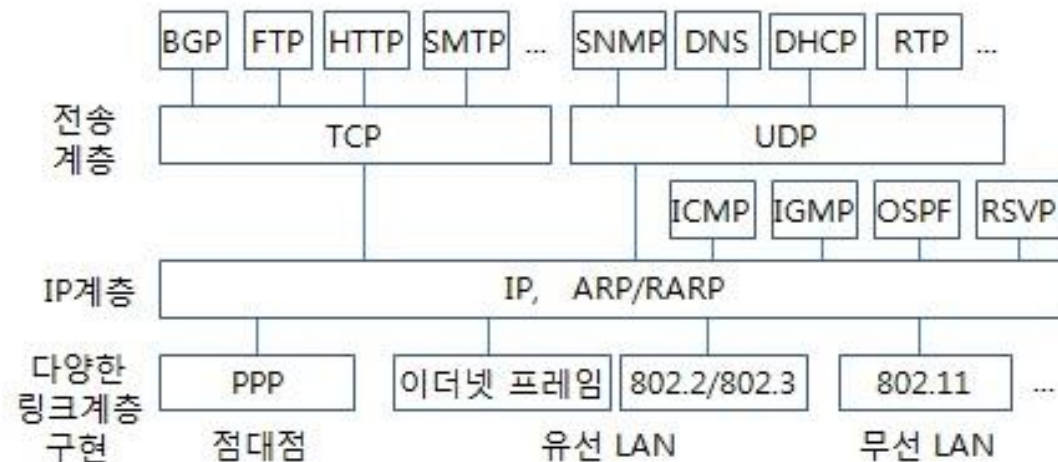 BGP FTP HTTP SMTP ... SNMP DNS DHCP RTP ...
전송
계층
TCP UDP
ICMP IGMP OSPF RSVP
IP계층 IP, ARP/RARP
다양한
링크계층
구현
PPP 이더넷 프레임 802.2/802.3 802.11 ...
점대점 유선 LAN 무선 LAN